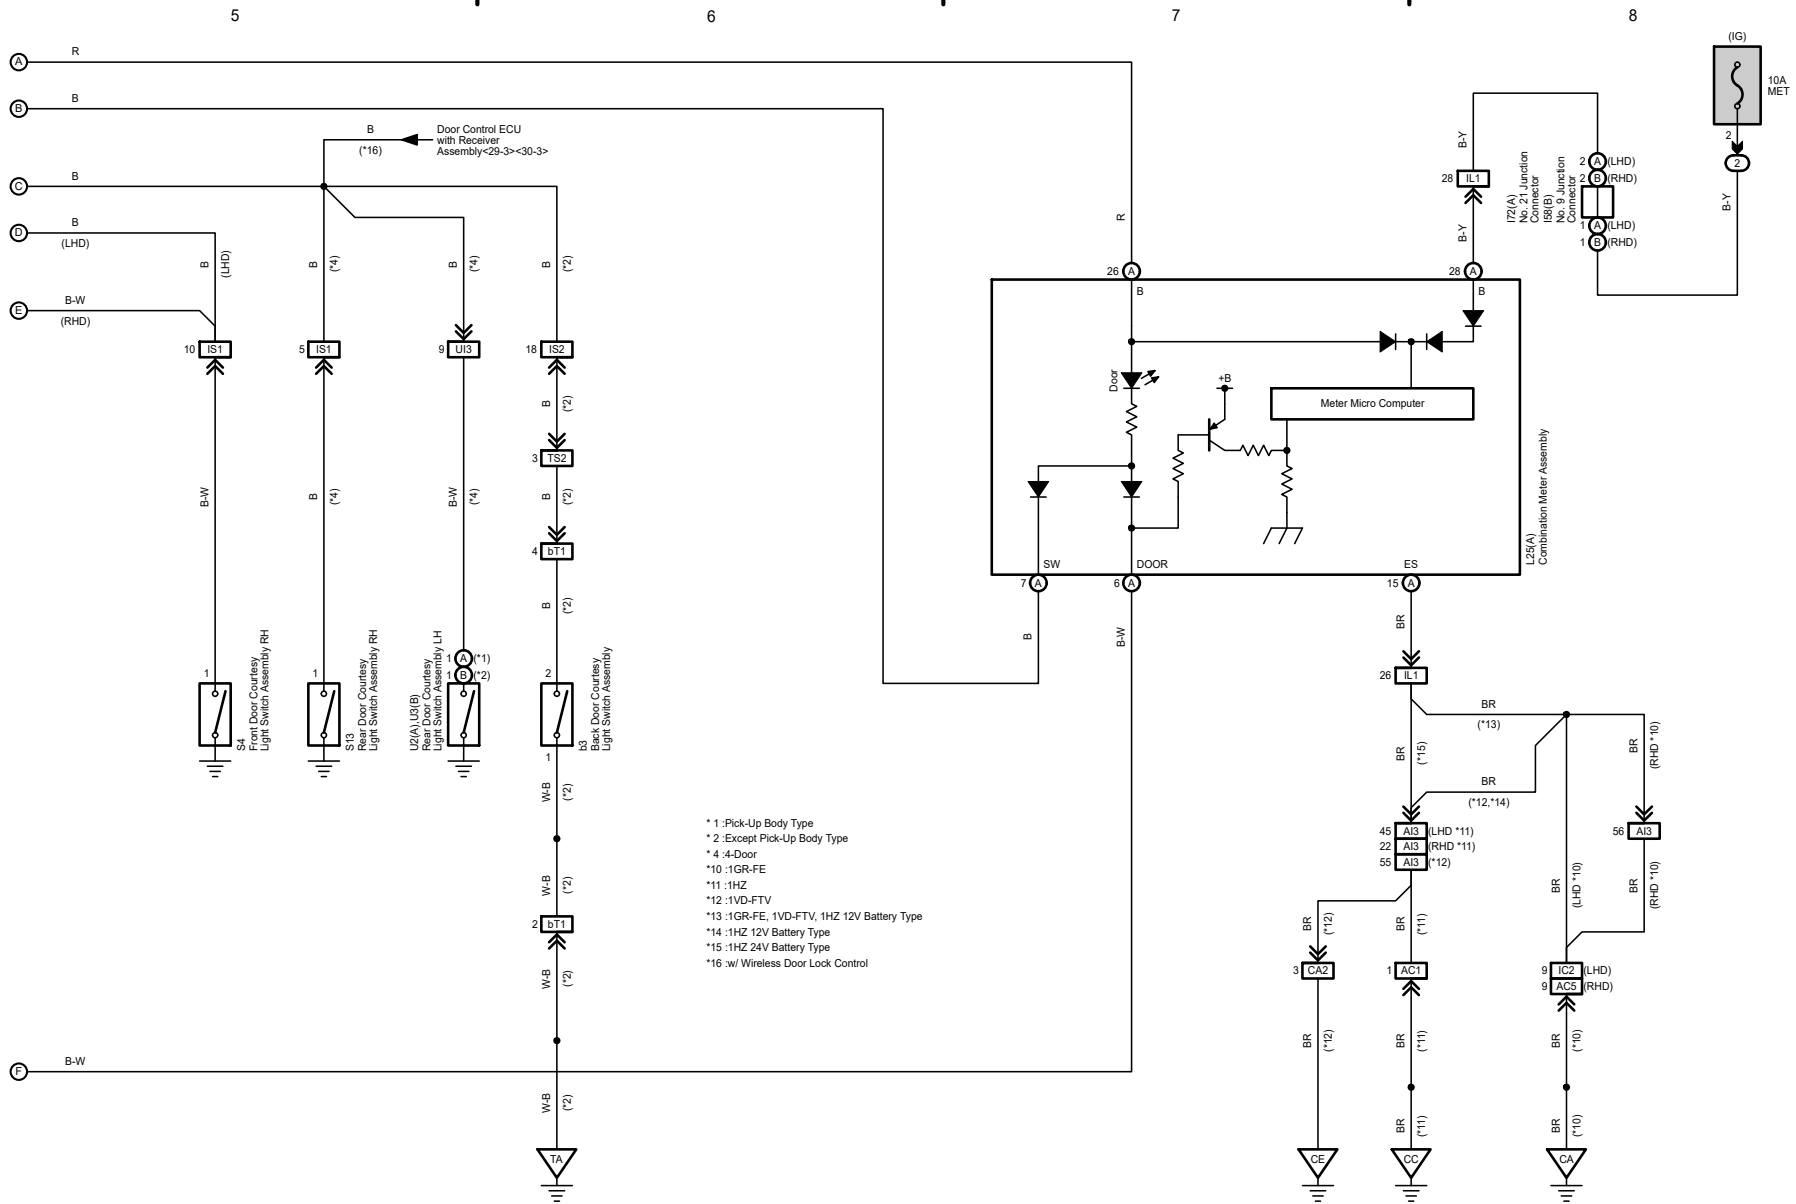 5
6
7
8
(IG)
10A
MET
2
2
B-Y
A
R
B
B
B
(*16)
Door Control ECU
with Receiver
Assembly<29-3><30-3>
C
B
D
B
(LHD)
E
B-W
(RHD)
B
(LHD)
B
(*4)
B
(*4)
B
(*2)
10 IS1
5 IS1
9 UI3
18 IS2
B
(*2)
3 TS2
B-W
B
(*4)
B-W
(*4)
B
(*2)
4 bT1
B
(*2)
1
S4
Front Door Courtesy
Light Switch Assembly RH
1
S13
Rear Door Courtesy
Light Switch Assembly RH
1 A (*1)
1 B (*2)
U2(A),U3(B)
Rear Door Courtesy
Light Switch Assembly LH
2
1
b3
Back Door Courtesy
Light Switch Assembly
W-B
(*2)
W-B
(*2)
2 bT1
W-B
(*2)
F
B-W
W-B
(*2)
TA
* 1 :Pick-Up Body Type
* 2 :Except Pick-Up Body Type
* 4 :4-Door
*10 :1GR-FE
*11 :1HZ
*12 :1VD-FTV
*13 :1GR-FE, 1VD-FTV, 1HZ 12V Battery Type
*14 :1HZ 12V Battery Type
*15 :1HZ 24V Battery Type
*16 :w/ Wireless Door Lock Control
R
26 A
B
B-Y
28 IL1
B-Y
28 A
B
I72(A)
No. 21 Junction
Connector
I58(B)
No. 9 Junction
Connector
2 A (LHD)
2 B (RHD)
1 A (LHD)
1 B (RHD)
Door
+B
Meter Micro Computer
L25(A)
Combination Meter Assembly
SW
DOOR
ES
7 A
6 A
15 A
B
B-W
BR
26 IL1
BR
(*13)
BR
(*15)
BR
(*12,*14)
BR
(RHD *10)
45 AI3 (LHD *11)
22 AI3 (RHD *11)
55 AI3 (*12)
56 AI3
BR
(*12)
BR
(*11)
BR
(LHD *10)
BR
(RHD *10)
3 CA2
1 AC1
9 IC2 (LHD)
9 AC5 (RHD)
BR
(*12)
BR
(*11)
BR
(*10)
BR
(*11)
BR
(*10)
CE
CC
CA